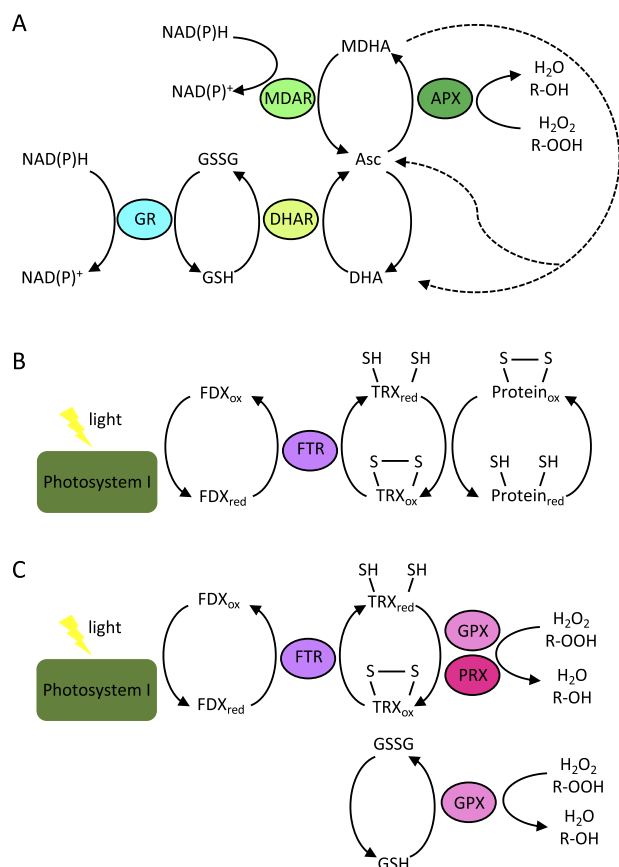 A
NAD(P)H
MDHA
H₂O
R-OH
NAD(P)⁺
MDAR
APX
H₂O₂
R-OOH
NAD(P)H
GSSG
Asc
GR
DHAR
NAD(P)⁺
GSH
DHA
B
SH SH
S S
light
FDXox
TRXred
Proteinox
FTR
Photosystem I
S S
SH SH
FDXred
TRXox
Proteinred
C
SH SH
light
FDXox
TRXred
GPX
H₂O₂
R-OOH
FTR
Photosystem I
S S
PRX
H₂O
R-OH
FDXred
TRXox
GSSG
H₂O₂
R-OOH
GPX
H₂O
R-OH
GSH